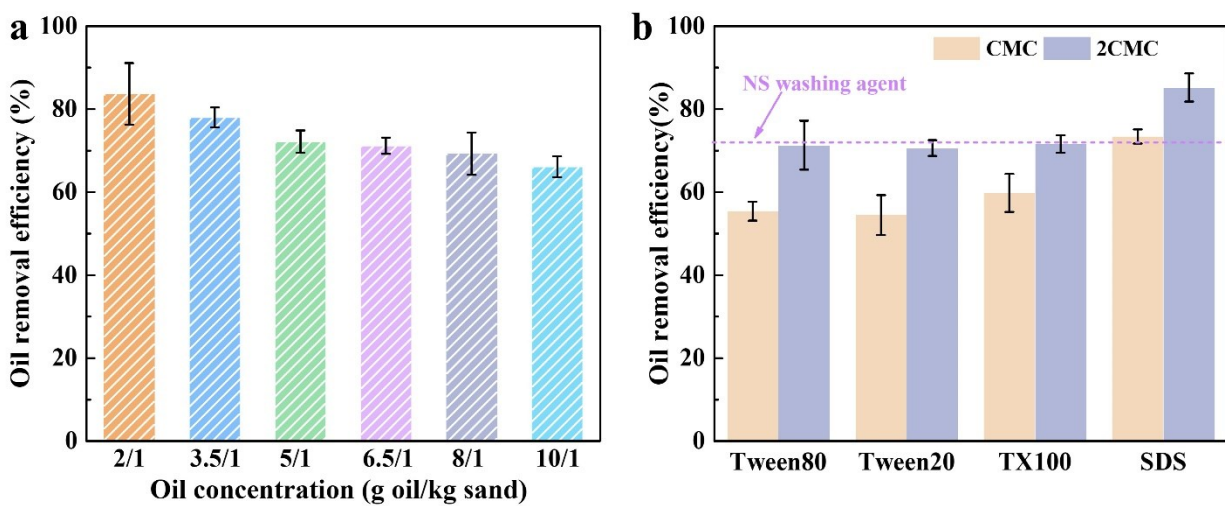 a
100
80
60
40
20
0
Oil removal efficiency (%)
2/1 3.5/1 5/1 6.5/1 8/1 10/1
Oil concentration (g oil/kg sand)
b
100
80
60
40
20
0
Oil removal efficiency(%)
CMC 2CMC
NS washing agent
Tween80 Tween20 TX100 SDS